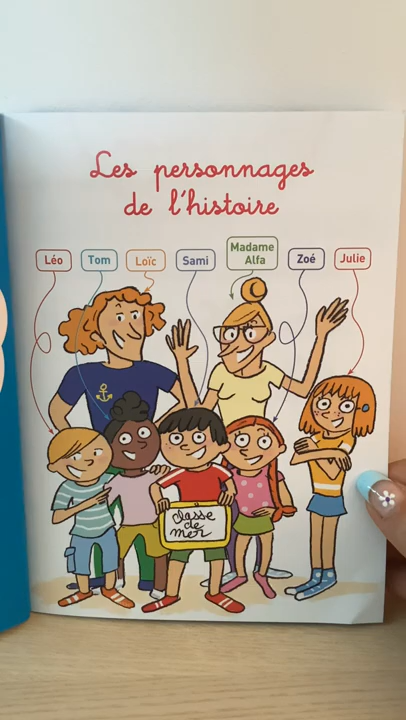 Les personnages
de l'histoire
Léo
Tom
Loïc
Sami
Madame
Alfa
Zoé
Julie
classe
de
mer